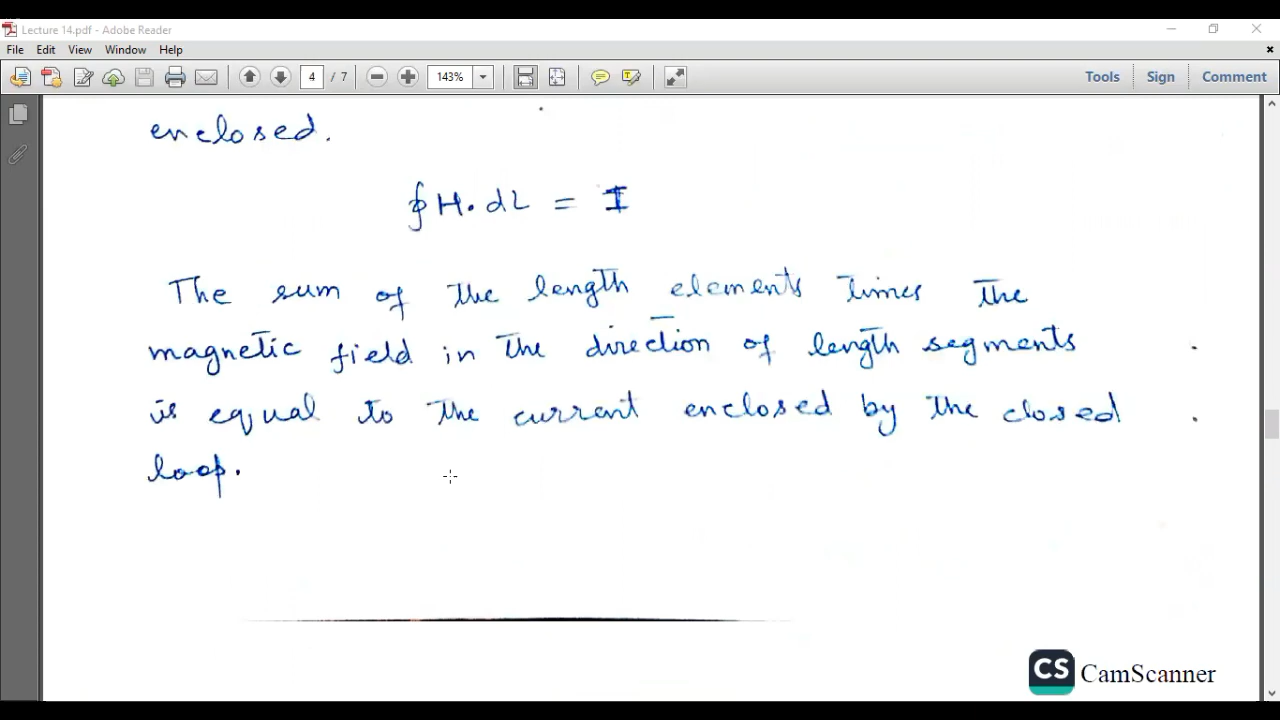 Lecture 14.pdf - Adobe Reader
File Edit View Window Help
4 / 7 143% Tools Sign Comment
enclosed.
∮H.dL = I
The sum of the length elements times the
magnetic field in the direction of length segments
is equal to the current enclosed by the closed
loop.
CS CamScanner